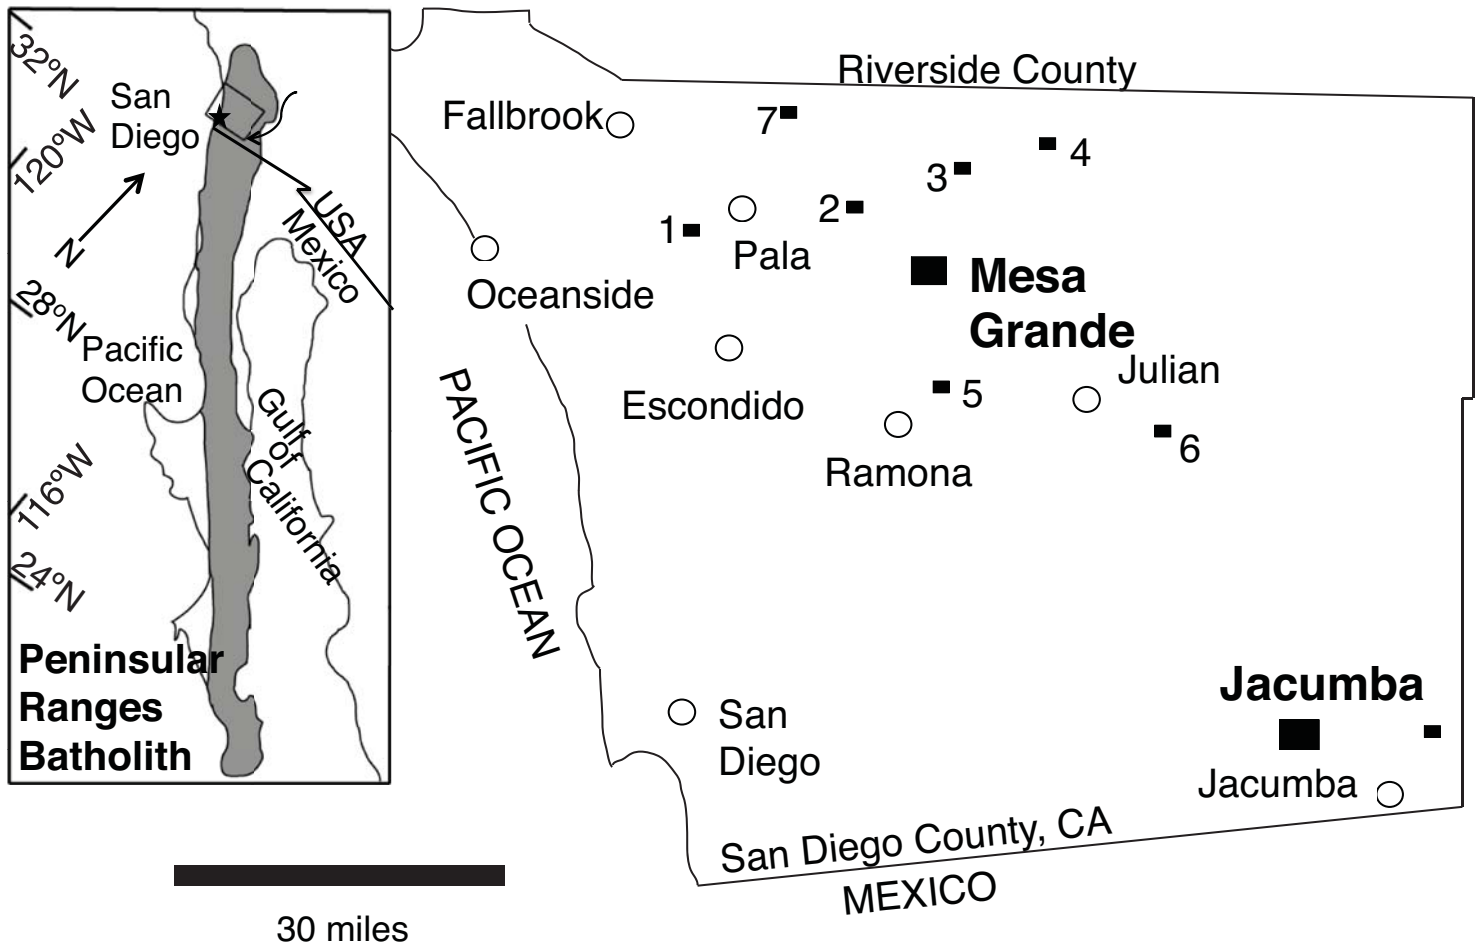 32°N
San
Diego
120°W
N
USA
Mexico
28°N
Pacific
Ocean
Gulf
of
California
116°W
24°N
Peninsular
Ranges
Batholith
30 miles
Riverside County
Fallbrook
7
4
3
2
1
Pala
Oceanside
Mesa
Grande
Julian
Escondido
5
6
Ramona
PACIFIC OCEAN
San
Diego
Jacumba
Jacumba
San Diego County, CA
MEXICO